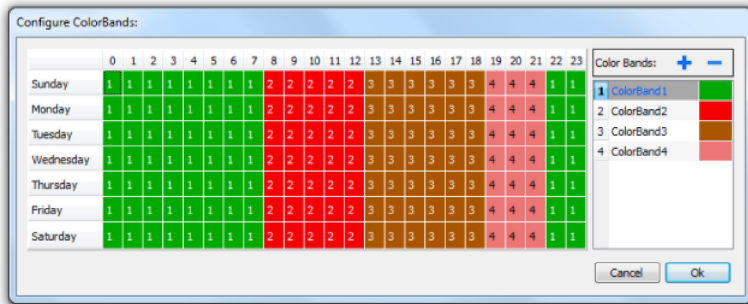 Configure ColorBands:
0 1 2 3 4 5 6 7 8 9 10 11 12 13 14 15 16 17 18 19 20 21 22 23
Sunday 1 1 1 1 1 1 1 1 2 2 2 2 2 3 3 3 3 3 3 4 4 4 1 1
Monday 1 1 1 1 1 1 1 1 2 2 2 2 2 3 3 3 3 3 3 4 4 4 1 1
Tuesday 1 1 1 1 1 1 1 1 2 2 2 2 2 3 3 3 3 3 3 4 4 4 1 1
Wednesday 1 1 1 1 1 1 1 1 2 2 2 2 2 3 3 3 3 3 3 4 4 4 1 1
Thursday 1 1 1 1 1 1 1 1 2 2 2 2 2 3 3 3 3 3 3 4 4 4 1 1
Friday 1 1 1 1 1 1 1 1 2 2 2 2 2 3 3 3 3 3 3 4 4 4 1 1
Saturday 1 1 1 1 1 1 1 1 2 2 2 2 2 3 3 3 3 3 3 4 4 4 1 1
Color Bands: + −
1 ColorBand1
2 ColorBand2
3 ColorBand3
4 ColorBand4
Cancel Ok